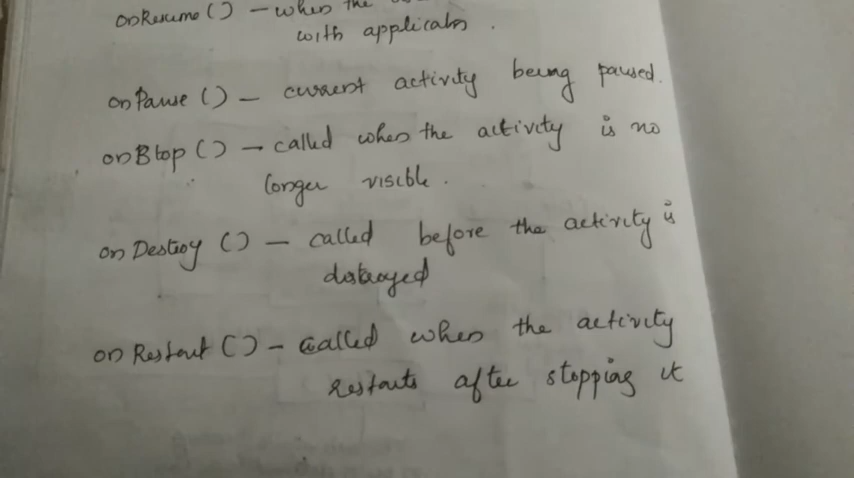 onResume () - when the
with applicatn.
onPause () - current activity being paused.
onStop () - called when the activity is no
longer visible.
onDestroy () - called before the activity is
destroyed
onRestart () - called when the activity
restarts after stopping it